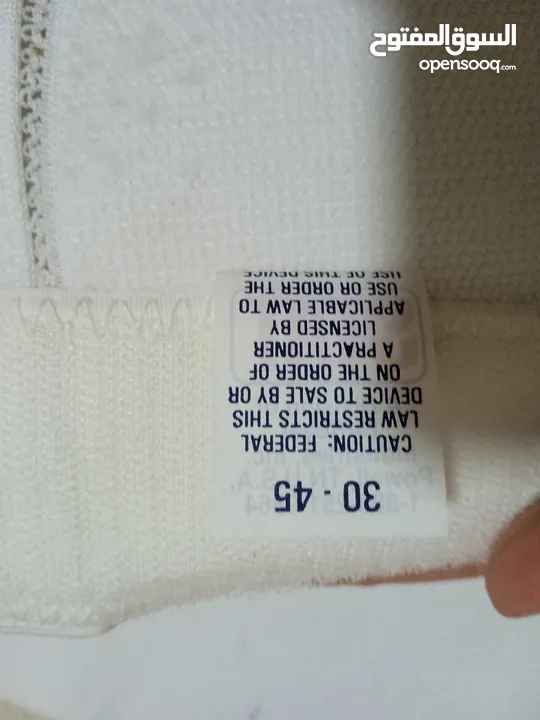 السوق المفتوح
opensooq.com
30 - 45
CAUTION: FEDERAL
LAW RESTRICTS THIS
DEVICE TO SALE BY OR
ON THE ORDER OF
A PRACTITIONER
LICENSED BY
APPLICABLE LAW TO
USE OR ORDER THE
USE OF THIS DEVICE